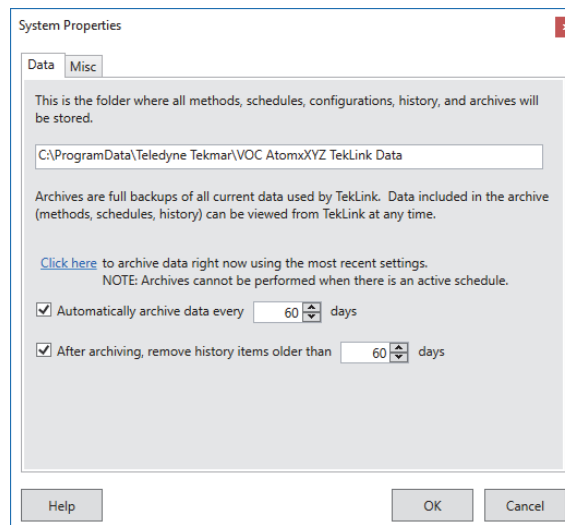 System Properties
Data
Misc
This is the folder where all methods, schedules, configurations, history, and archives will
be stored.
C:\ProgramData\Teledyne Tekmar\VOC AtomxXYZ TekLink Data
Archives are full backups of all current data used by TekLink.  Data included in the archive
(methods, schedules, history) can be viewed from TekLink at any time.
Click here to archive data right now using the most recent settings.
NOTE: Archives cannot be performed when there is an active schedule.
Automatically archive data every 60 days
After archiving, remove history items older than 60 days
Help
OK
Cancel